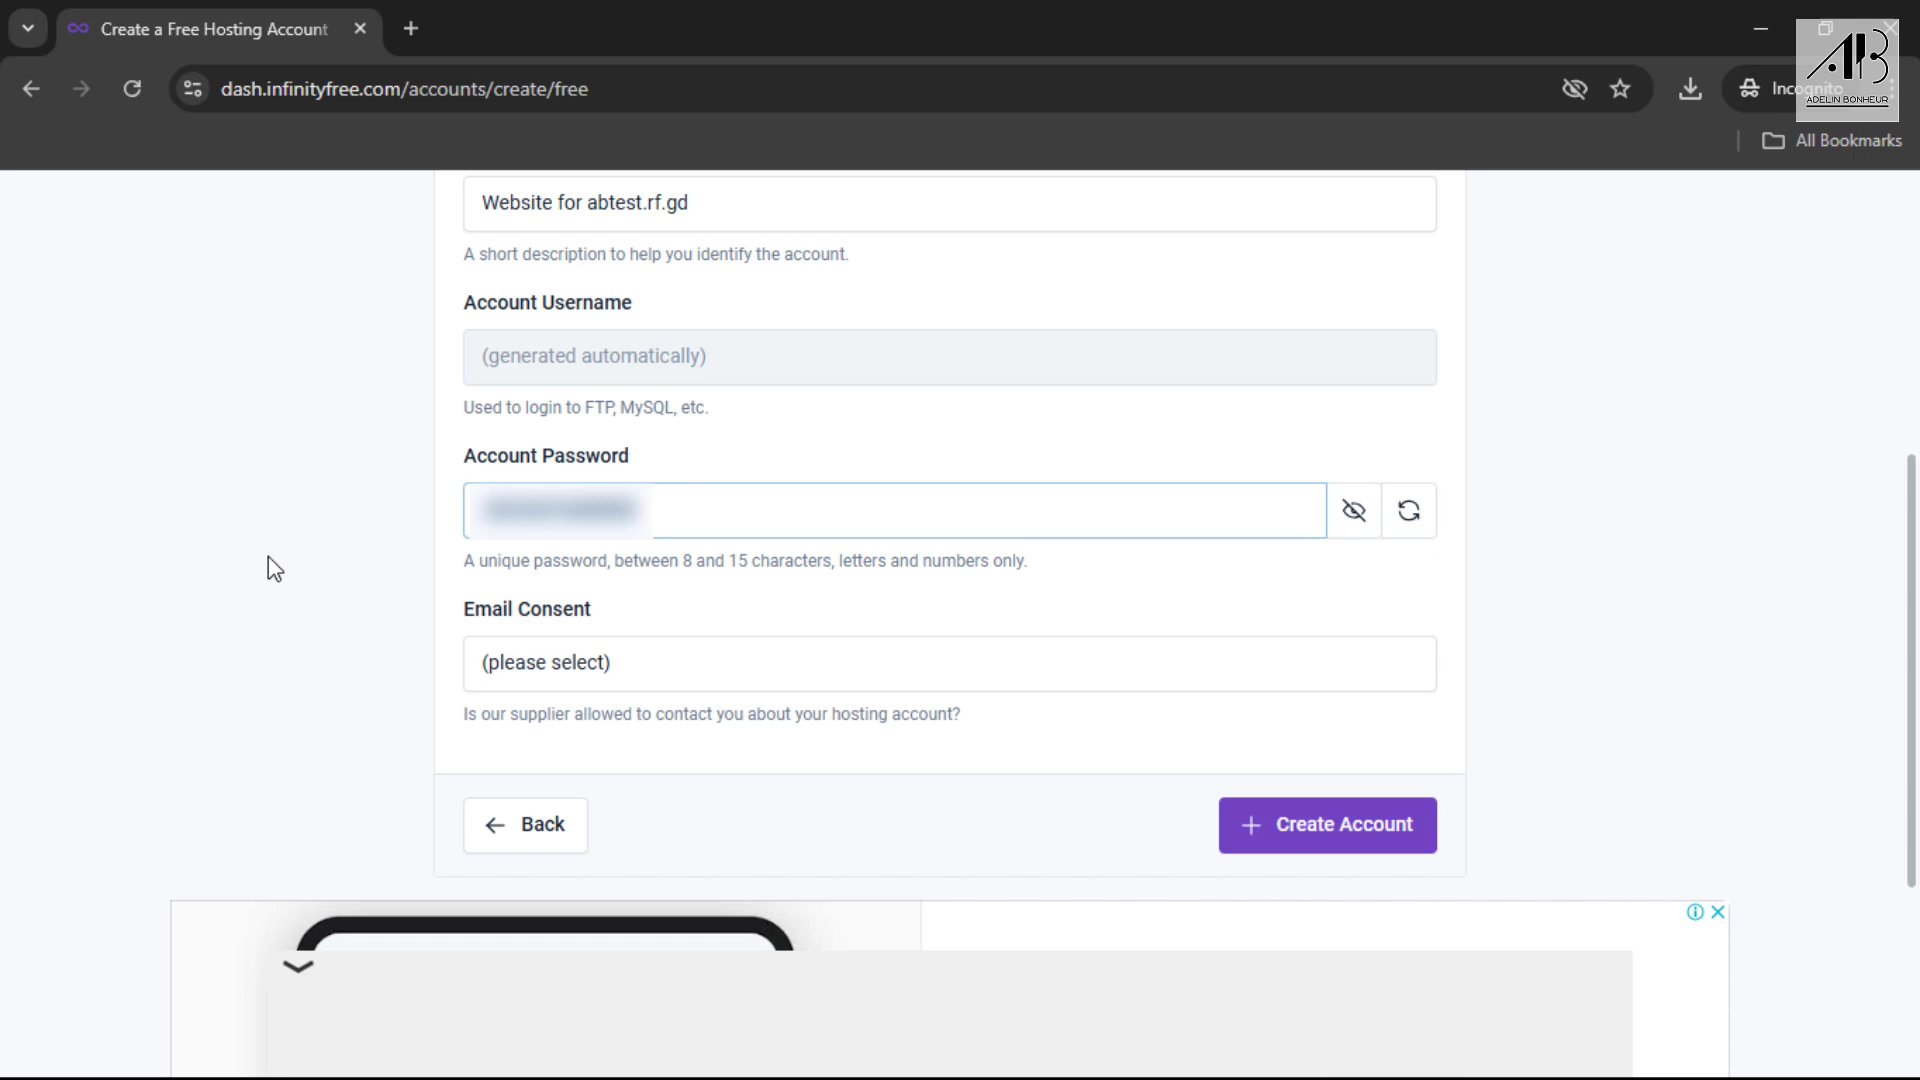 Create a Free Hosting Account
dash.infinityfree.com/accounts/create/free
Incognito
ADELIN BONHEUR
All Bookmarks
Website for abtest.rf.gd
A short description to help you identify the account.
Account Username
(generated automatically)
Used to login to FTP, MySQL, etc.
Account Password
A unique password, between 8 and 15 characters, letters and numbers only.
Email Consent
(please select)
Is our supplier allowed to contact you about your hosting account?
Back
Create Account